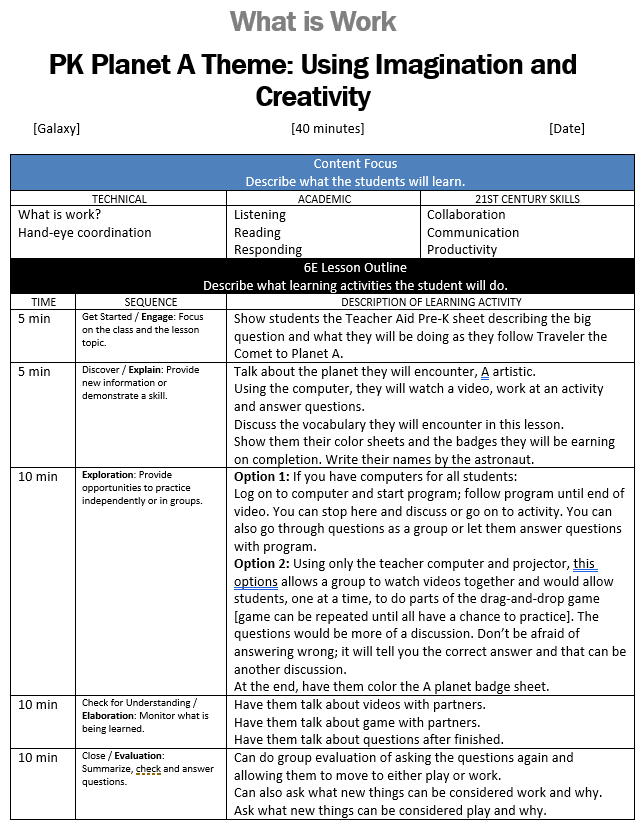 What is Work
PK Planet A Theme: Using Imagination and
Creativity
[Galaxy] [40 minutes] [Date]
Content Focus
Describe what the students will learn.
TECHNICAL ACADEMIC 21ST CENTURY SKILLS
What is work? Listening Collaboration
Hand-eye coordination Reading Communication
Responding Productivity
6E Lesson Outline
Describe what learning activities the student will do.
TIME SEQUENCE DESCRIPTION OF LEARNING ACTIVITY
5 min
Get Started / Engage: Focus
on the class and the lesson
topic.
Show students the Teacher Aid Pre-K sheet describing the big
question and what they will be doing as they follow Traveler the
Comet to Planet A.
5 min
Discover / Explain: Provide
new information or
demonstrate a skill.
Talk about the planet they will encounter, A artistic.
Using the computer, they will watch a video, work at an activity
and answer questions.
Discuss the vocabulary they will encounter in this lesson.
Show them their color sheets and the badges they will be earning
on completion. Write their names by the astronaut.
10 min
Exploration: Provide
opportunities to practice
independently or in groups.
Option 1: If you have computers for all students:
Log on to computer and start program; follow program until end of
video. You can stop here and discuss or go on to activity. You can
also go through questions as a group or let them answer questions
with program.
Option 2: Using only the teacher computer and projector, this
options allows a group to watch videos together and would allow
students, one at a time, to do parts of the drag-and-drop game
[game can be repeated until all have a chance to practice]. The
questions would be more of a discussion. Don't be afraid of
answering wrong; it will tell you the correct answer and that can be
another discussion.
At the end, have them color the A planet badge sheet.
10 min
Check for Understanding /
Elaboration: Monitor what is
being learned.
Have them talk about videos with partners.
Have them talk about game with partners.
Have them talk about questions after finished.
10 min
Close / Evaluation:
Summarize, check and answer
questions.
Can do group evaluation of asking the questions again and
allowing them to move to either play or work.
Can also ask what new things can be considered work and why.
Ask what new things can be considered play and why.